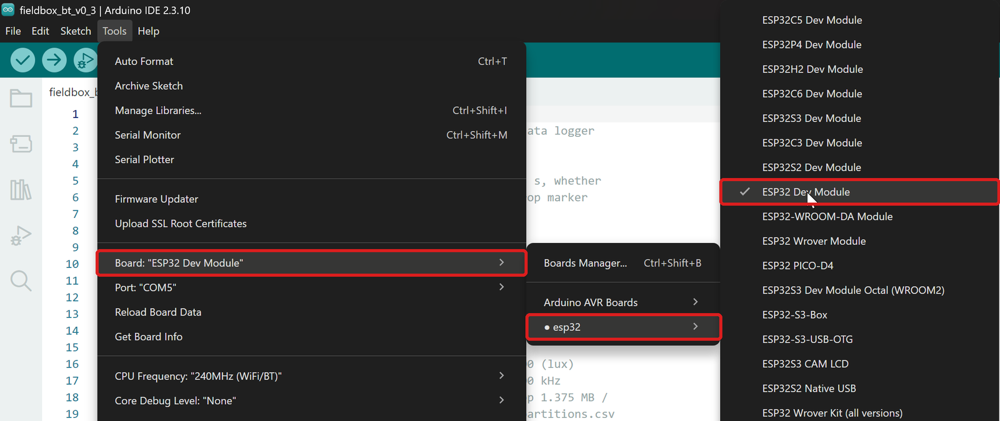 fieldbox_bt_v0_3 | Arduino IDE 2.3.10
File Edit Sketch Tools Help
fieldbox_b
1
2
3
4
5
6
7
8
9
10
11
12
13
14
15
16
17
18
19
Auto Format Ctrl+T
Archive Sketch
Manage Libraries... Ctrl+Shift+I
Serial Monitor Ctrl+Shift+M
Serial Plotter
Firmware Updater
Upload SSL Root Certificates
Board: "ESP32 Dev Module"
Port: "COM5"
Reload Board Data
Get Board Info
CPU Frequency: "240MHz (WiFi/BT)"
Core Debug Level: "None"
ata logger
s, whether
op marker
0 (lux)
0 kHz
p 1.375 MB /
artitions.csv
Boards Manager... Ctrl+Shift+B
Arduino AVR Boards
● esp32
ESP32C5 Dev Module
ESP32P4 Dev Module
ESP32H2 Dev Module
ESP32C6 Dev Module
ESP32S3 Dev Module
ESP32C3 Dev Module
ESP32S2 Dev Module
ESP32 Dev Module
ESP32-WROOM-DA Module
ESP32 Wrover Module
ESP32 PICO-D4
ESP32S3 Dev Module Octal (WROOM2)
ESP32-S3-Box
ESP32-S3-USB-OTG
ESP32S3 CAM LCD
ESP32S2 Native USB
ESP32 Wrover Kit (all versions)